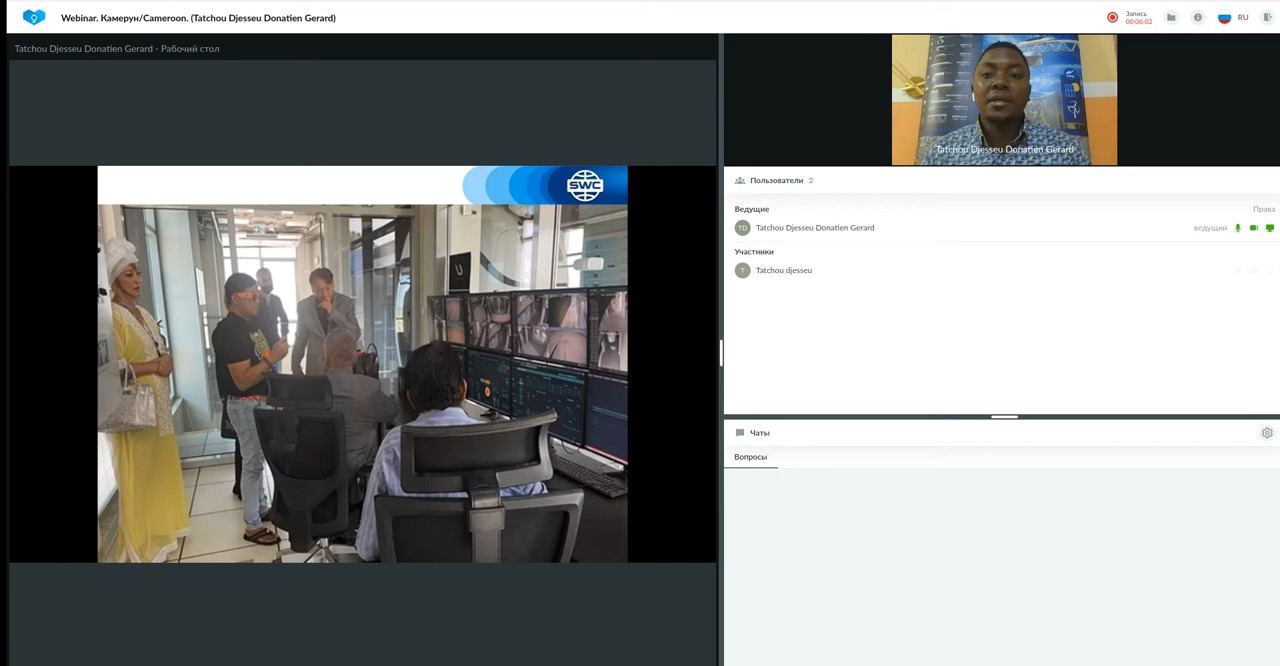 Webinar. Камерун/Cameroon. (Tatchou Djesseu Donatien Gerard)
Запись
00:06:02
RU
Tatchou Djesseu Donatien Gerard - Рабочий стол
SWC
Tatchou Djesseu Donatien Gerard
Пользователи 2
Ведущие Права
TD Tatchou Djesseu Donatien Gerard ведущий
Участники
T Tatchou djesseu
Чаты
Вопросы